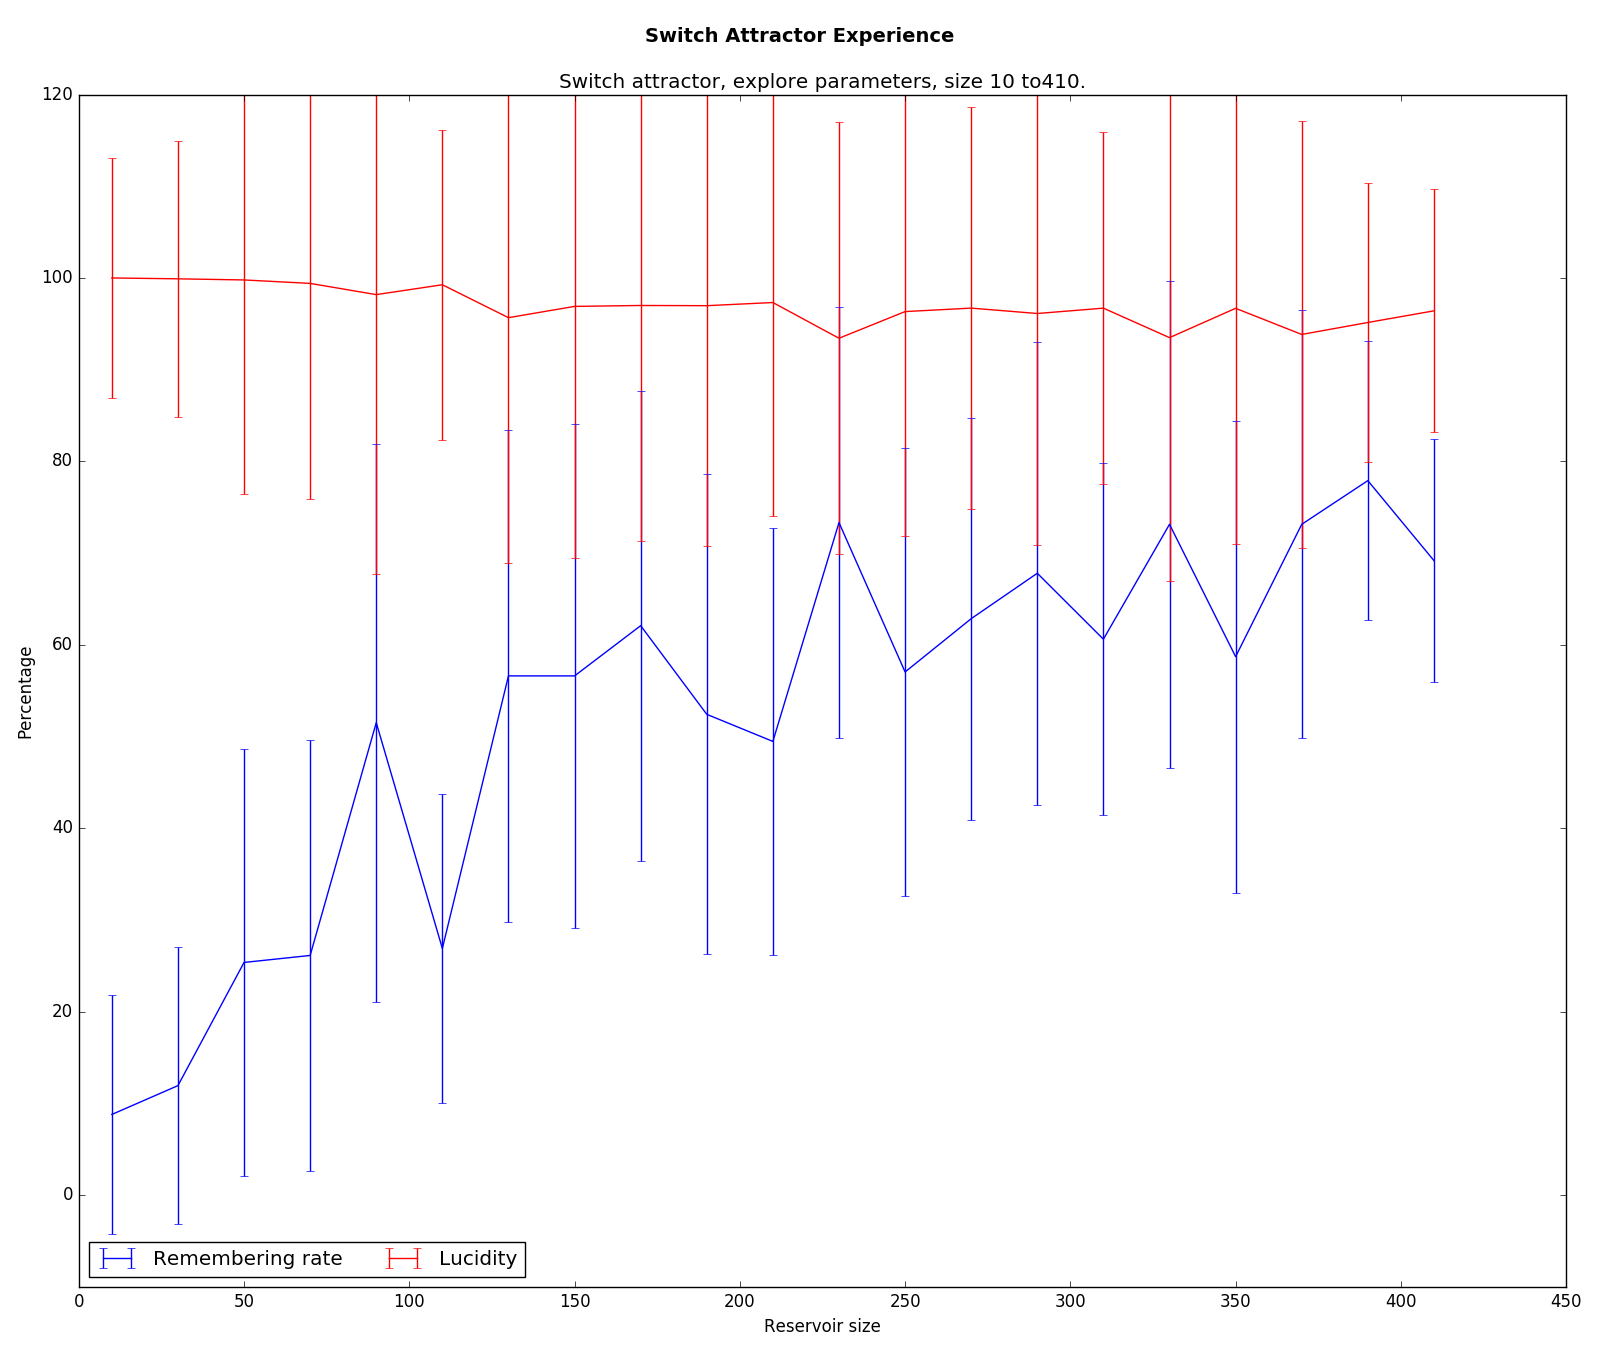 Switch Attractor Experience
Switch attractor, explore parameters, size 10 to410.
120
100
80
60
40
20
0
Percentage
Remembering rate Lucidity
0 50 100 150 200 250 300 350 400 450
Reservoir size